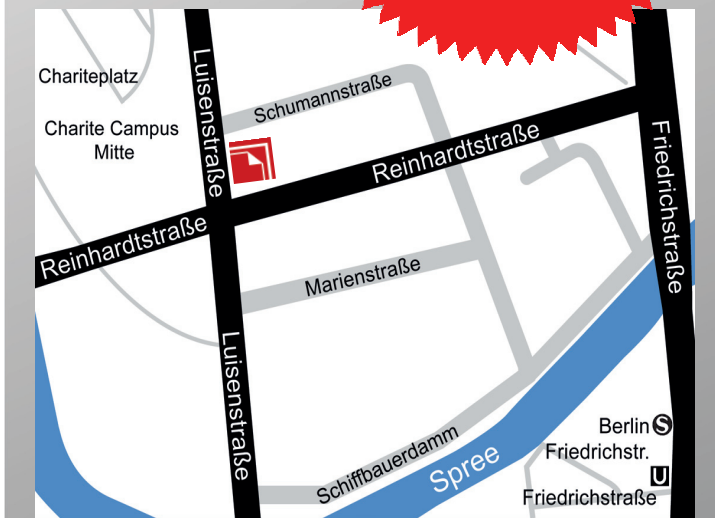 Chariteplatz
Charite Campus
Mitte
Luisenstraße
Schumannstraße
Reinhardtstraße
Friedrichstraße
Reinhardtstraße
Marienstraße
Luisenstraße
Schiffbauerdamm
Spree
Berlin S
Friedrichstr.
U
Friedrichstraße